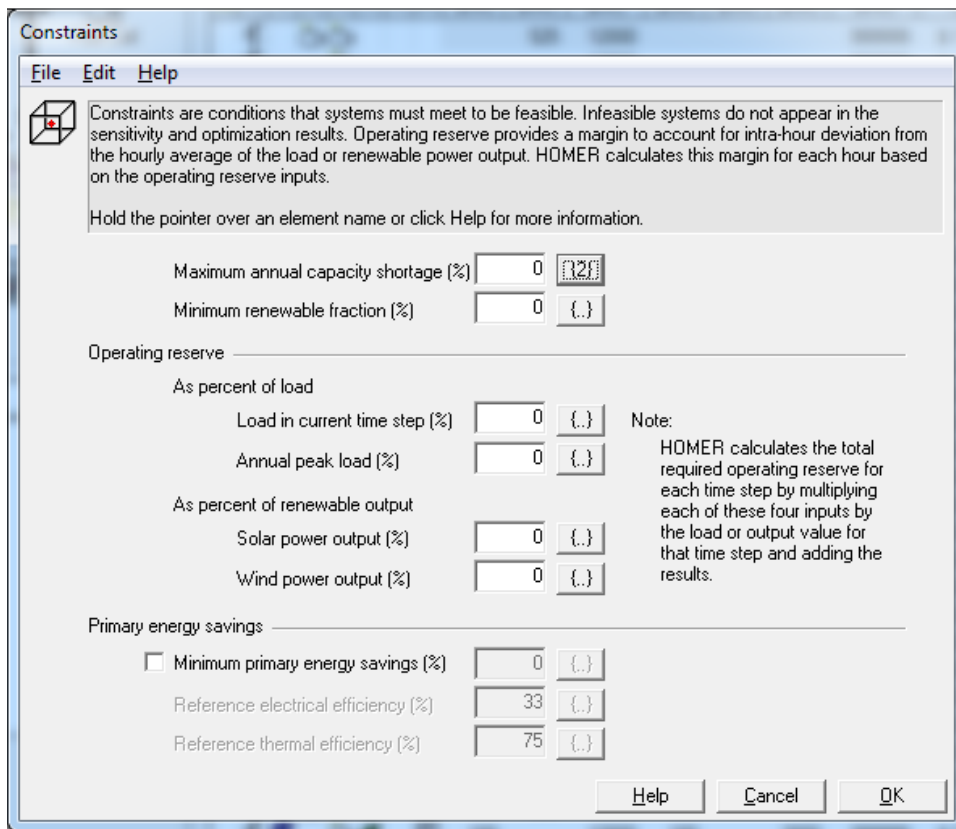 Constraints
File Edit Help
Constraints are conditions that systems must meet to be feasible. Infeasible systems do not appear in the
sensitivity and optimization results. Operating reserve provides a margin to account for intra-hour deviation from
the hourly average of the load or renewable power output. HOMER calculates this margin for each hour based
on the operating reserve inputs.
Hold the pointer over an element name or click Help for more information.
Maximum annual capacity shortage (%) 0 {2}
Minimum renewable fraction (%) 0 {..}
Operating reserve
As percent of load
Load in current time step (%) 0 {..}
Annual peak load (%) 0 {..}
As percent of renewable output
Solar power output (%) 0 {..}
Wind power output (%) 0 {..}
Note:
HOMER calculates the total
required operating reserve for
each time step by multiplying
each of these four inputs by
the load or output value for
that time step and adding the
results.
Primary energy savings
Minimum primary energy savings (%) 0 {..}
Reference electrical efficiency (%) 33 {..}
Reference thermal efficiency (%) 75 {..}
Help Cancel OK